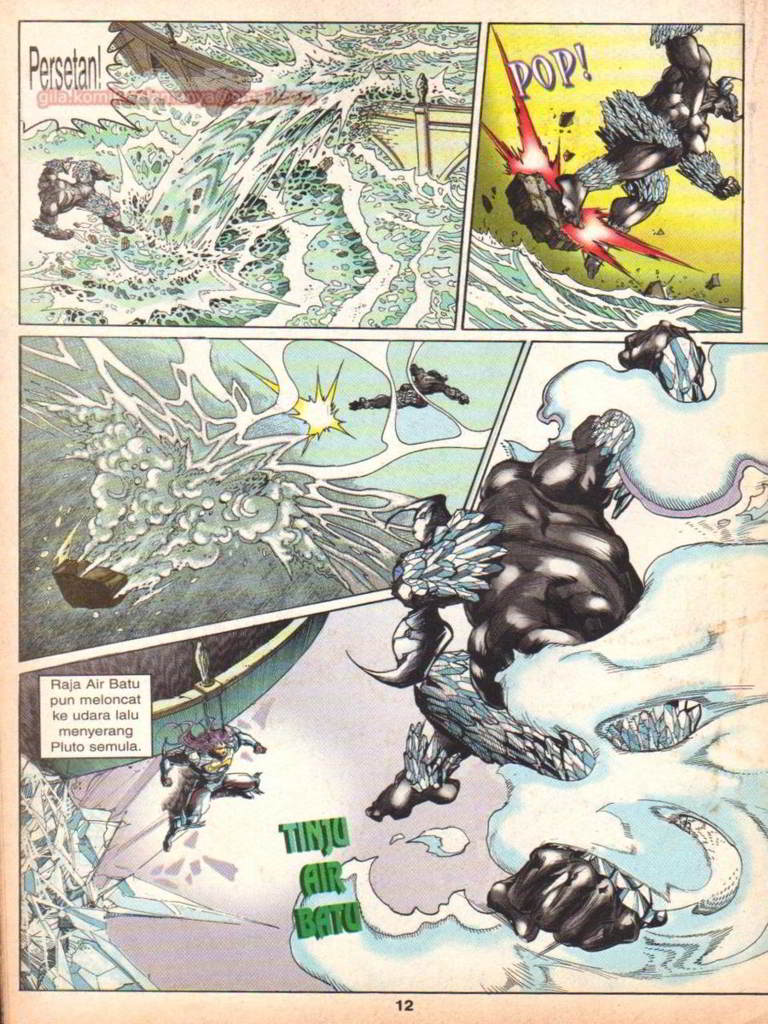 Persetan!
POP!
Raja Air Batu
pun meloncat
ke udara lalu
menyerang
Pluto semula.
TINJU
AIR
BATU
12